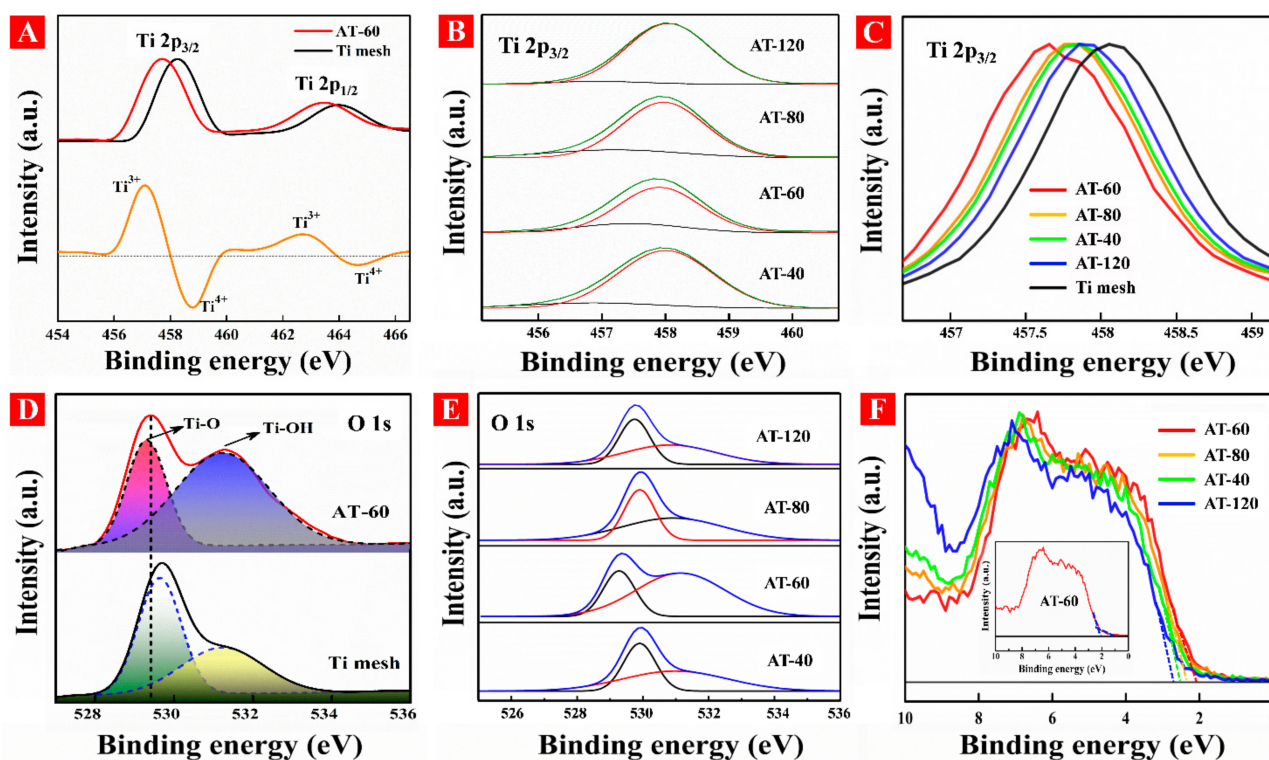 A
Ti 2p3/2
AT-60
Ti mesh
Ti 2p1/2
Ti3+
Ti3+
Ti4+
Ti4+
Intensity (a.u.)
454 456 458 460 462 464 466
Binding energy (eV)
B
Ti 2p3/2
AT-120
AT-80
AT-60
AT-40
Intensity (a.u.)
456 457 458 459 460
Binding energy (eV)
C
Ti 2p3/2
AT-60
AT-80
AT-40
AT-120
Ti mesh
Intensity (a.u.)
457 457.5 458 458.5 459
Binding energy (eV)
D
Ti-O
Ti-OH
O 1s
AT-60
Ti mesh
Intensity (a.u.)
528 530 532 534 536
Binding energy (eV)
E
O 1s
AT-120
AT-80
AT-60
AT-40
Intensity (a.u.)
526 528 530 532 534 536
Binding energy (eV)
F
AT-60
AT-80
AT-40
AT-120
Intensity (a.u.)
Intensity (a.u.)
AT-60
10 8 6 4 2 0
Binding energy (eV)
10 8 6 4 2
Binding energy (eV)